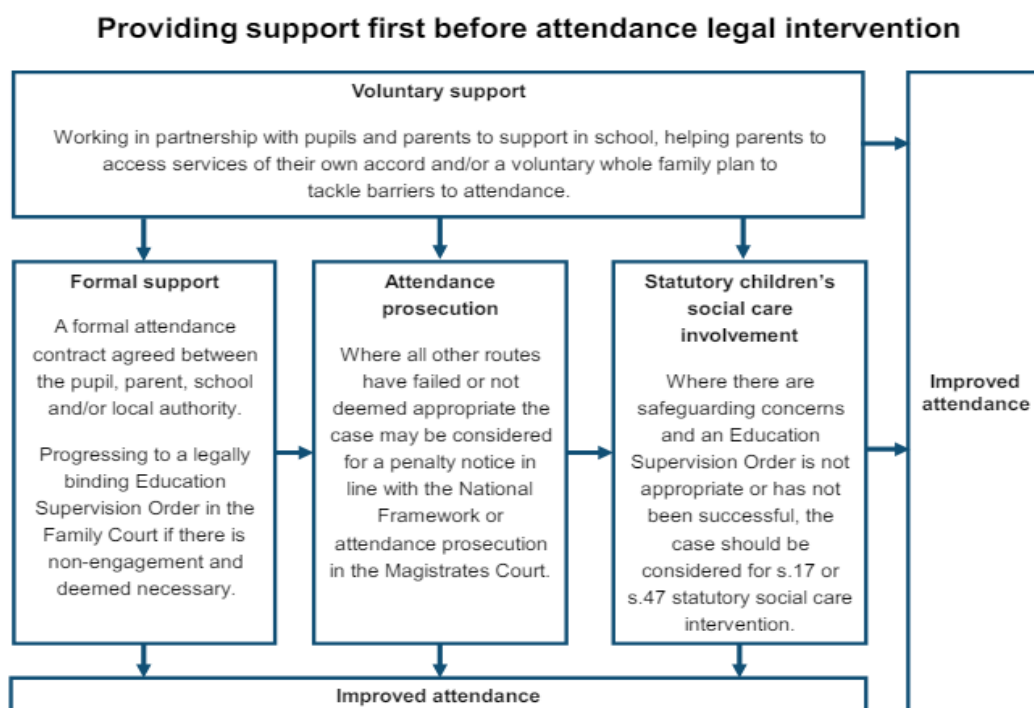 Providing support first before attendance legal intervention
Voluntary support
Working in partnership with pupils and parents to support in school, helping parents to
access services of their own accord and/or a voluntary whole family plan to
tackle barriers to attendance.
Formal support
A formal attendance
contract agreed between
the pupil, parent, school
and/or local authority.
Progressing to a legally
binding Education
Supervision Order in the
Family Court if there is
non-engagement and
deemed necessary.
Attendance
prosecution
Where all other routes
have failed or not
deemed appropriate the
case may be considered
for a penalty notice in
line with the National
Framework or
attendance prosecution
in the Magistrates Court.
Statutory children's
social care
involvement
Where there are
safeguarding concerns
and an Education
Supervision Order is not
appropriate or has not
been successful, the
case should be
considered for s.17 or
s.47 statutory social care
intervention.
Improved
attendance
Improved attendance